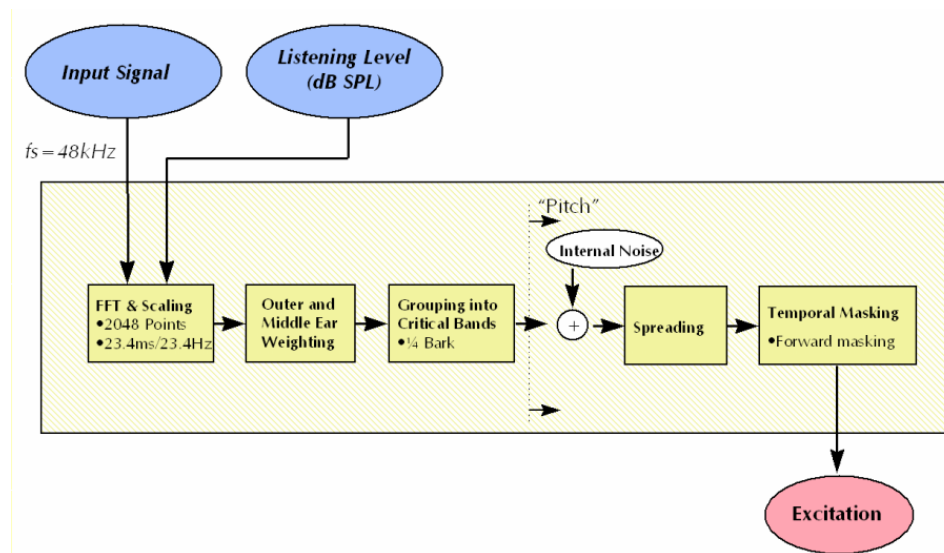 Input Signal
Listening Level
(dB SPL)
fs=48kHz
"Pitch"
Internal Noise
FFT & Scaling
•2048 Points
•23.4ms/23.4Hz
Outer and
Middle Ear
Weighting
Grouping into
Critical Bands
•¼ Bark
+
Spreading
Temporal Masking
•Forward masking
Excitation